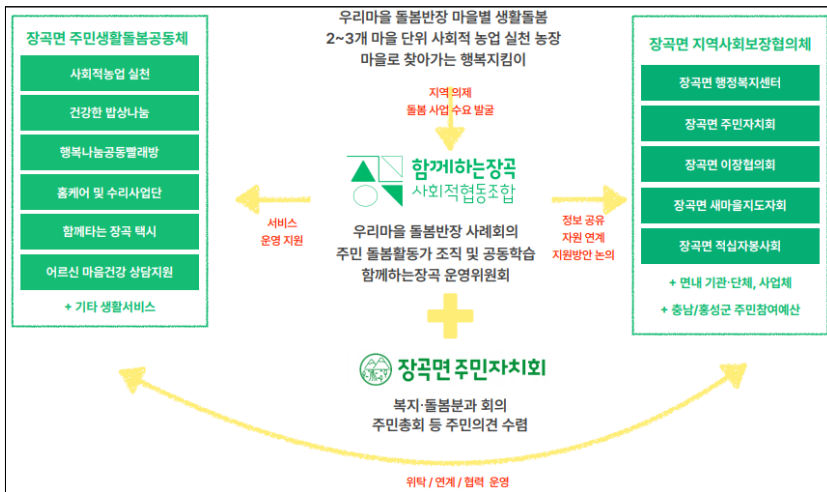 우리마을 돌봄반장 마을별 생활돌봄
2~3개 마을 단위 사회적 농업 실천 농장
마을로 찾아가는 행복지킴이
지역 의제
돌봄 사업 수요 발굴
장곡면 주민생활돌봄공동체
사회적농업 실천
건강한 밥상나눔
행복나눔공동빨래방
홈케어 및 수리사업단
함께타는 장곡 택시
어르신 마음건강 상담지원
+ 기타 생활서비스
서비스
운영 지원
함께하는장곡
사회적협동조합
우리마을 돌봄반장 사례회의
주민 돌봄활동가 조직 및 공동학습
함께하는장곡 운영위원회
정보 공유
자원 연계
지원방안 논의
장곡면 지역사회보장협의체
장곡면 행정복지센터
장곡면 주민자치회
장곡면 이장협의회
장곡면 새마을지도자회
장곡면 적십자봉사회
+ 면내 기관·단체, 사업체
+ 충남/홍성군 주민참여예산
장곡면 주민자치회
복지·돌봄분과 회의
주민총회 등 주민의견 수렴
위탁 / 연계 / 협력 운영